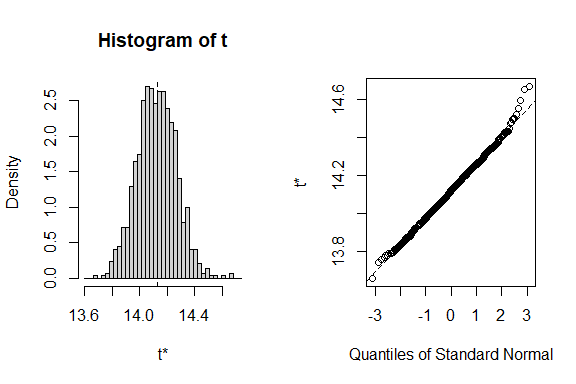 Histogram of t
Density
0.0 0.5 1.0 1.5 2.0 2.5
13.6 14.0 14.4
t*
t*
13.8 14.2 14.6
-3 -1 0 1 2 3
Quantiles of Standard Normal